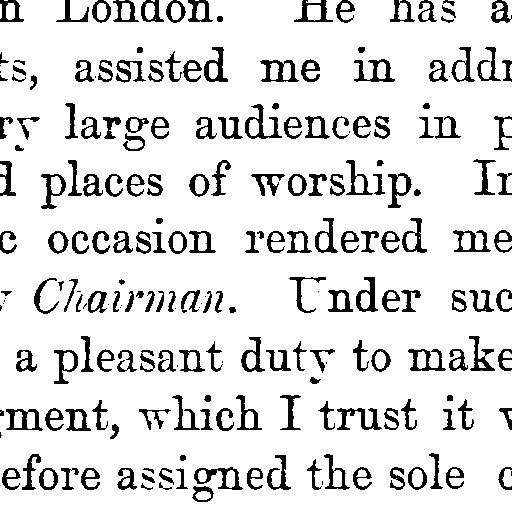 n London. He has a
ts, assisted me in addr
ry large audiences in p
d places of worship. In
c occasion rendered me
y Chairman. Under suc
a pleasant duty to make
gment, which I trust it w
efore assigned the sole c